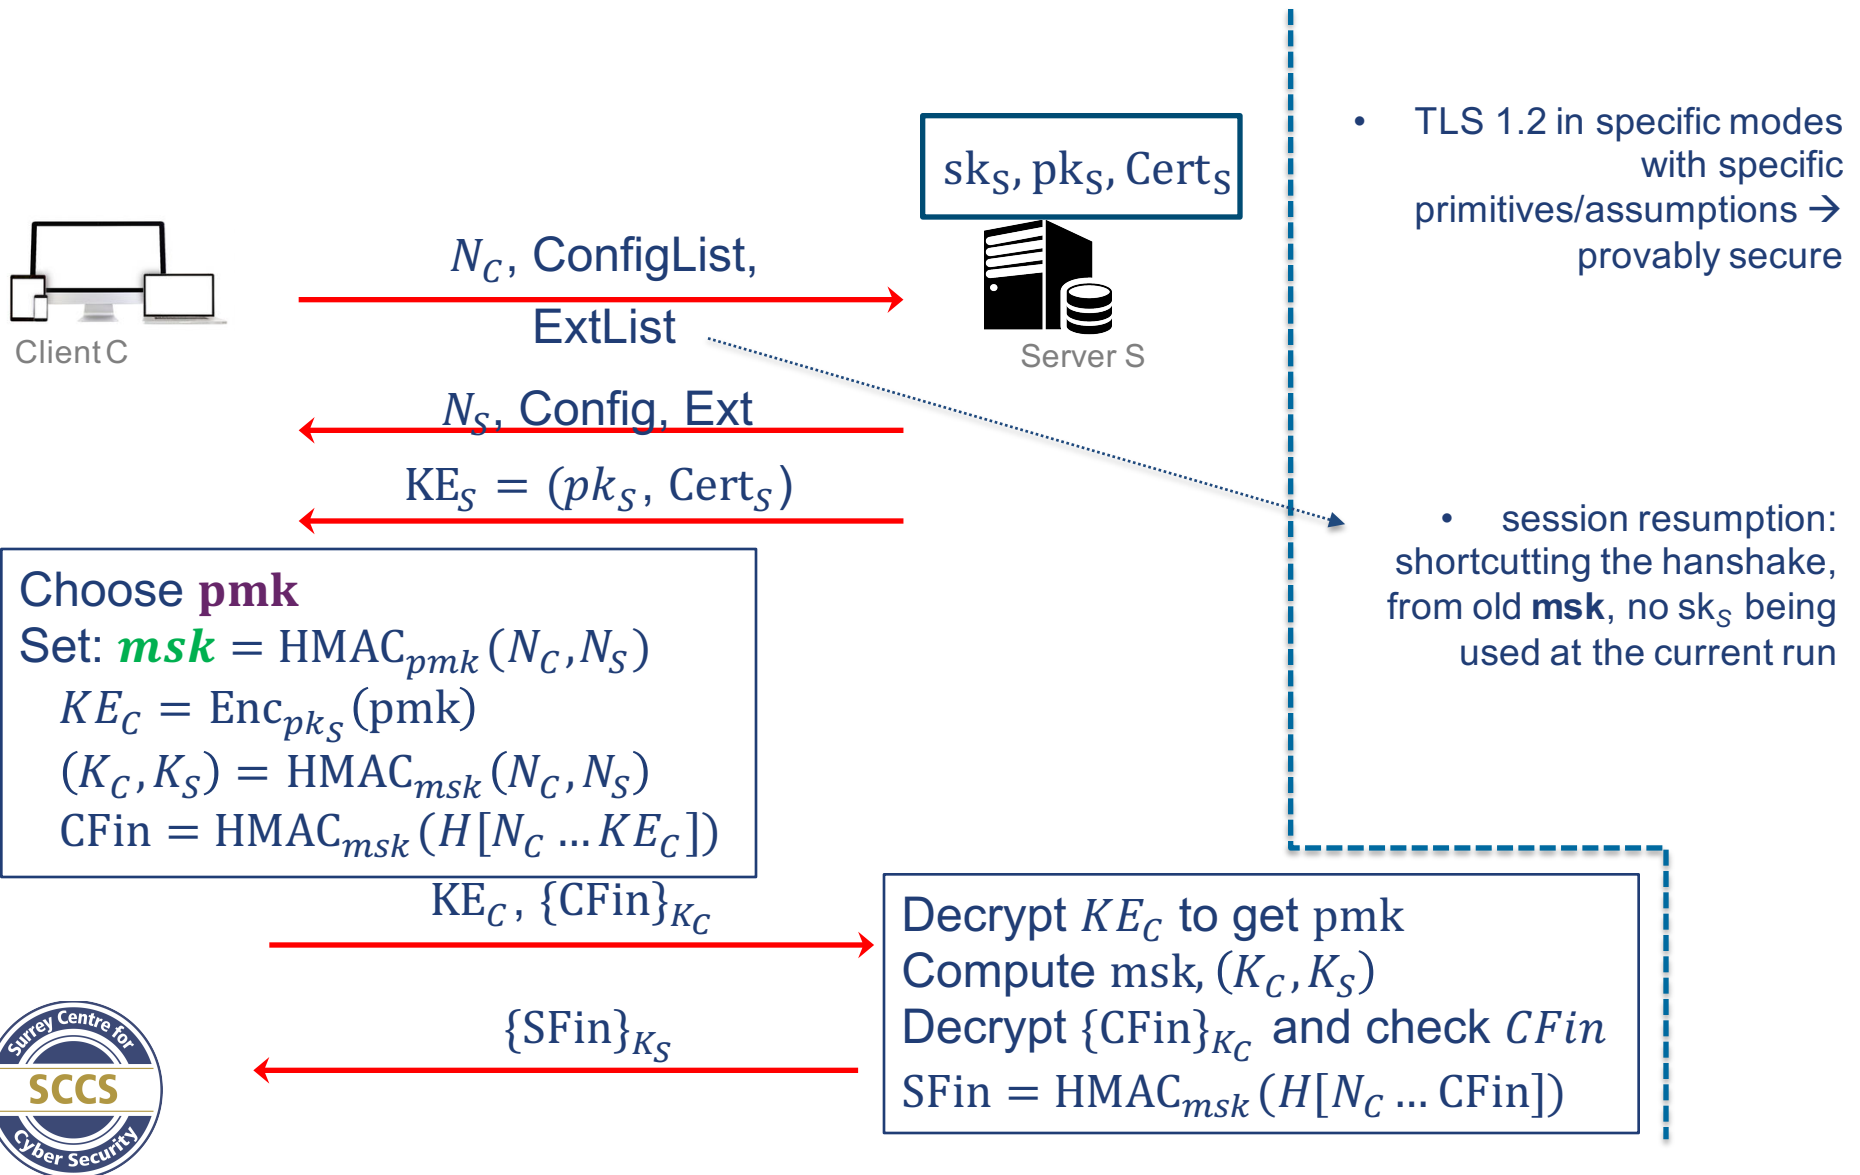 sk_S, pk_S, Cert_S
• TLS 1.2 in specific modes
with specific
primitives/assumptions →
provably secure
N_C, ConfigList,
ExtList
Client C
Server S
N_S, Config, Ext
KE_S = (pk_S, Cert_S)
• session resumption:
shortcutting the hanshake,
from old msk, no sk_S being
used at the current run
Choose pmk
Set: msk = HMAC_pmk(N_C, N_S)
KE_C = Enc_pk_S(pmk)
(K_C, K_S) = HMAC_msk(N_C, N_S)
CFin = HMAC_msk(H[N_C ... KE_C])
KE_C, {CFin}_K_C
Decrypt KE_C to get pmk
Compute msk, (K_C, K_S)
Decrypt {CFin}_K_C and check CFin
SFin = HMAC_msk(H[N_C ... CFin])
{SFin}_K_S
Surrey Centre for
SCCS
Cyber Security